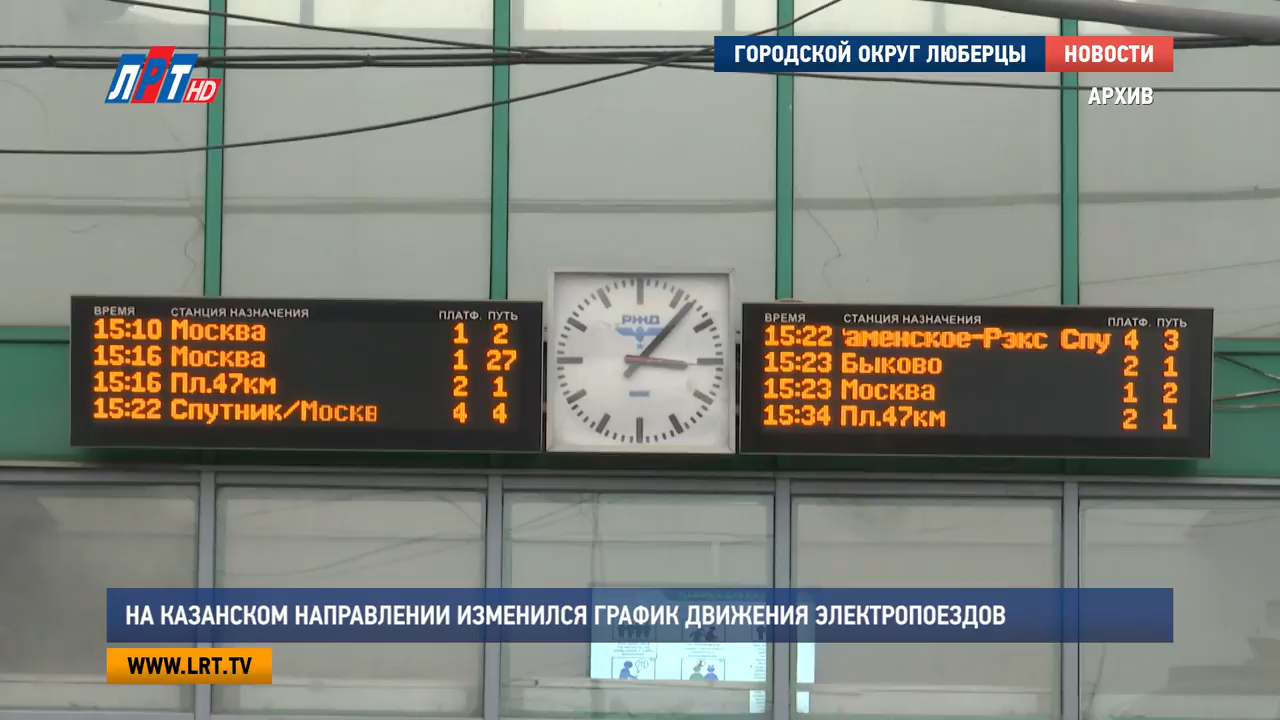 ЛРТ HD
ГОРОДСКОЙ ОКРУГ ЛЮБЕРЦЫ НОВОСТИ
АРХИВ
ВРЕМЯ СТАНЦИЯ НАЗНАЧЕНИЯ ПЛАТФ. ПУТЬ
15:10 Москва 1 2
15:16 Москва 1 27
15:16 Пл.47км 2 1
15:22 Спутник/Москв 4 4
РЖД
ВРЕМЯ СТАНЦИЯ НАЗНАЧЕНИЯ ПЛАТФ. ПУТЬ
15:22 аменское-Рэкс Спу 4 3
15:23 Быково 2 1
15:23 Москва 1 2
15:34 Пл.47км 2 1
НА КАЗАНСКОМ НАПРАВЛЕНИИ ИЗМЕНИЛСЯ ГРАФИК ДВИЖЕНИЯ ЭЛЕКТРОПОЕЗДОВ
WWW.LRT.TV